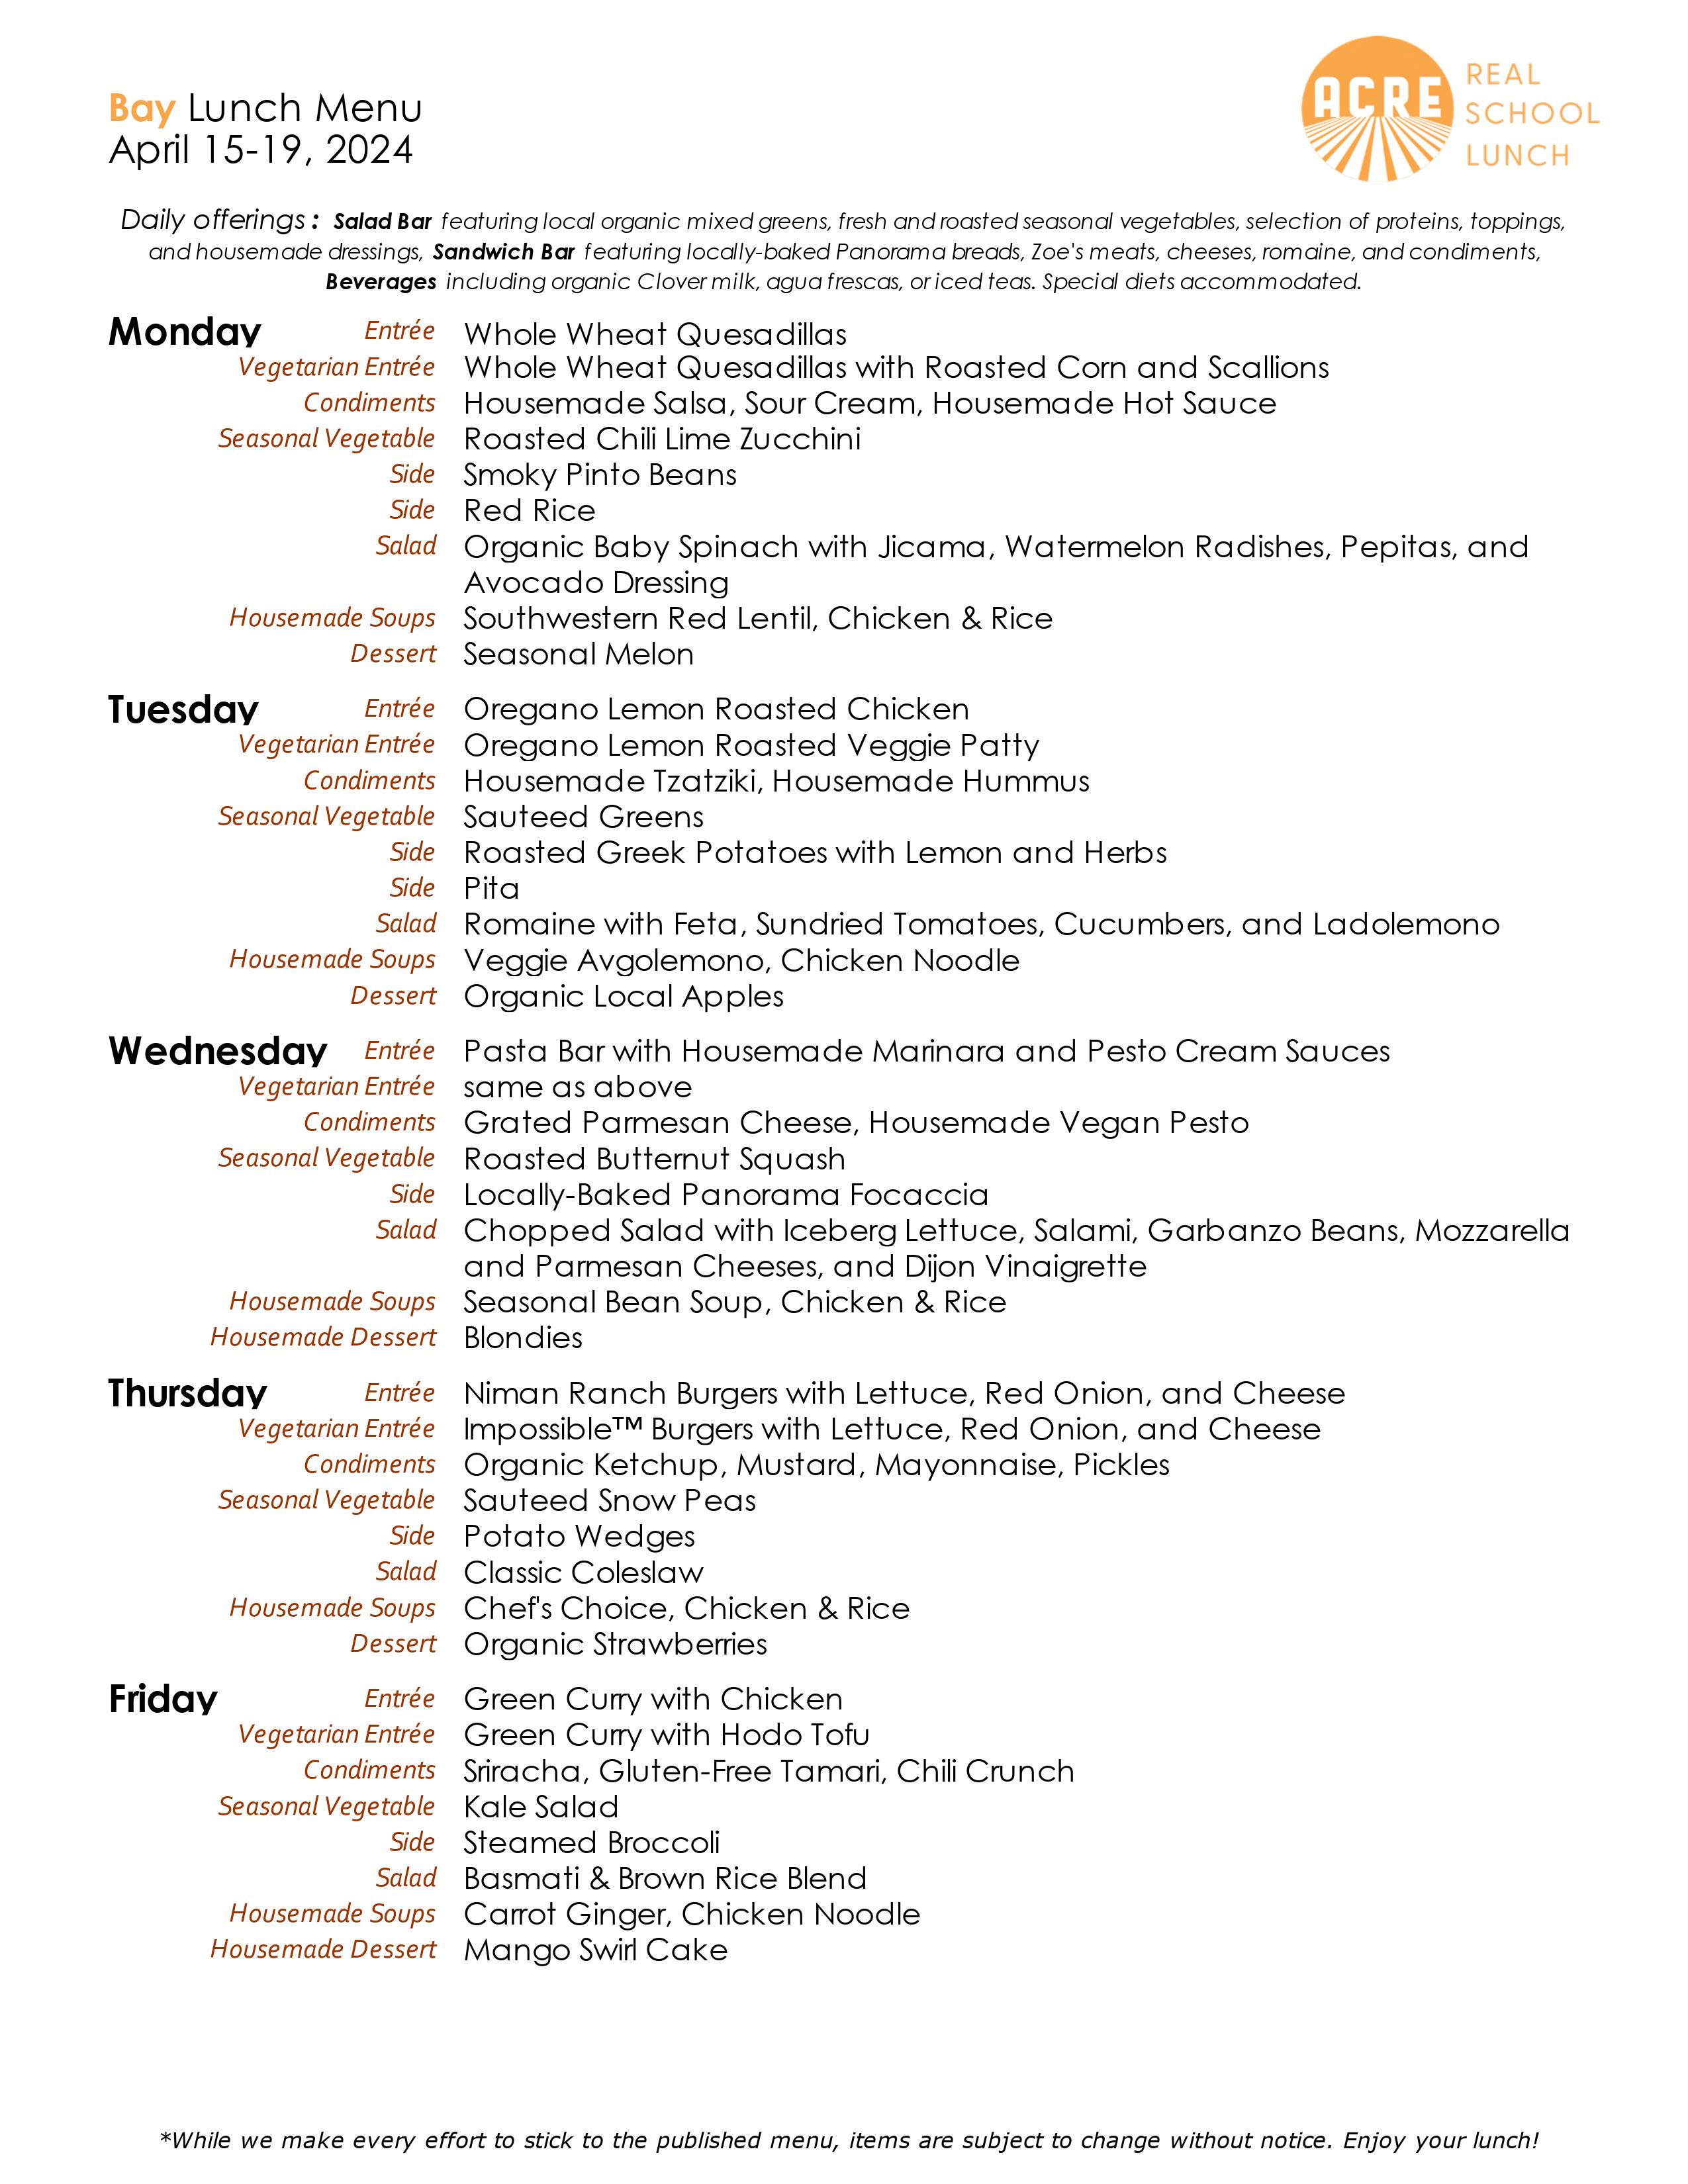 ACRE
REAL
SCHOOL
LUNCH
Bay Lunch Menu
April 15-19, 2024
Daily offerings : Salad Bar featuring local organic mixed greens, fresh and roasted seasonal vegetables, selection of proteins, toppings,
and housemade dressings, Sandwich Bar featuring locally-baked Panorama breads, Zoe's meats, cheeses, romaine, and condiments,
Beverages including organic Clover milk, agua frescas, or iced teas. Special diets accommodated.
Monday Entrée Whole Wheat Quesadillas
Vegetarian Entrée Whole Wheat Quesadillas with Roasted Corn and Scallions
Condiments Housemade Salsa, Sour Cream, Housemade Hot Sauce
Seasonal Vegetable Roasted Chili Lime Zucchini
Side Smoky Pinto Beans
Side Red Rice
Salad Organic Baby Spinach with Jicama, Watermelon Radishes, Pepitas, and
Avocado Dressing
Housemade Soups Southwestern Red Lentil, Chicken & Rice
Dessert Seasonal Melon
Tuesday Entrée Oregano Lemon Roasted Chicken
Vegetarian Entrée Oregano Lemon Roasted Veggie Patty
Condiments Housemade Tzatziki, Housemade Hummus
Seasonal Vegetable Sauteed Greens
Side Roasted Greek Potatoes with Lemon and Herbs
Side Pita
Salad Romaine with Feta, Sundried Tomatoes, Cucumbers, and Ladolemono
Housemade Soups Veggie Avgolemono, Chicken Noodle
Dessert Organic Local Apples
Wednesday Entrée Pasta Bar with Housemade Marinara and Pesto Cream Sauces
Vegetarian Entrée same as above
Condiments Grated Parmesan Cheese, Housemade Vegan Pesto
Seasonal Vegetable Roasted Butternut Squash
Side Locally-Baked Panorama Focaccia
Salad Chopped Salad with Iceberg Lettuce, Salami, Garbanzo Beans, Mozzarella
and Parmesan Cheeses, and Dijon Vinaigrette
Housemade Soups Seasonal Bean Soup, Chicken & Rice
Housemade Dessert Blondies
Thursday Entrée Niman Ranch Burgers with Lettuce, Red Onion, and Cheese
Vegetarian Entrée Impossible™ Burgers with Lettuce, Red Onion, and Cheese
Condiments Organic Ketchup, Mustard, Mayonnaise, Pickles
Seasonal Vegetable Sauteed Snow Peas
Side Potato Wedges
Salad Classic Coleslaw
Housemade Soups Chef's Choice, Chicken & Rice
Dessert Organic Strawberries
Friday Entrée Green Curry with Chicken
Vegetarian Entrée Green Curry with Hodo Tofu
Condiments Sriracha, Gluten-Free Tamari, Chili Crunch
Seasonal Vegetable Kale Salad
Side Steamed Broccoli
Salad Basmati & Brown Rice Blend
Housemade Soups Carrot Ginger, Chicken Noodle
Housemade Dessert Mango Swirl Cake
*While we make every effort to stick to the published menu, items are subject to change without notice. Enjoy your lunch!